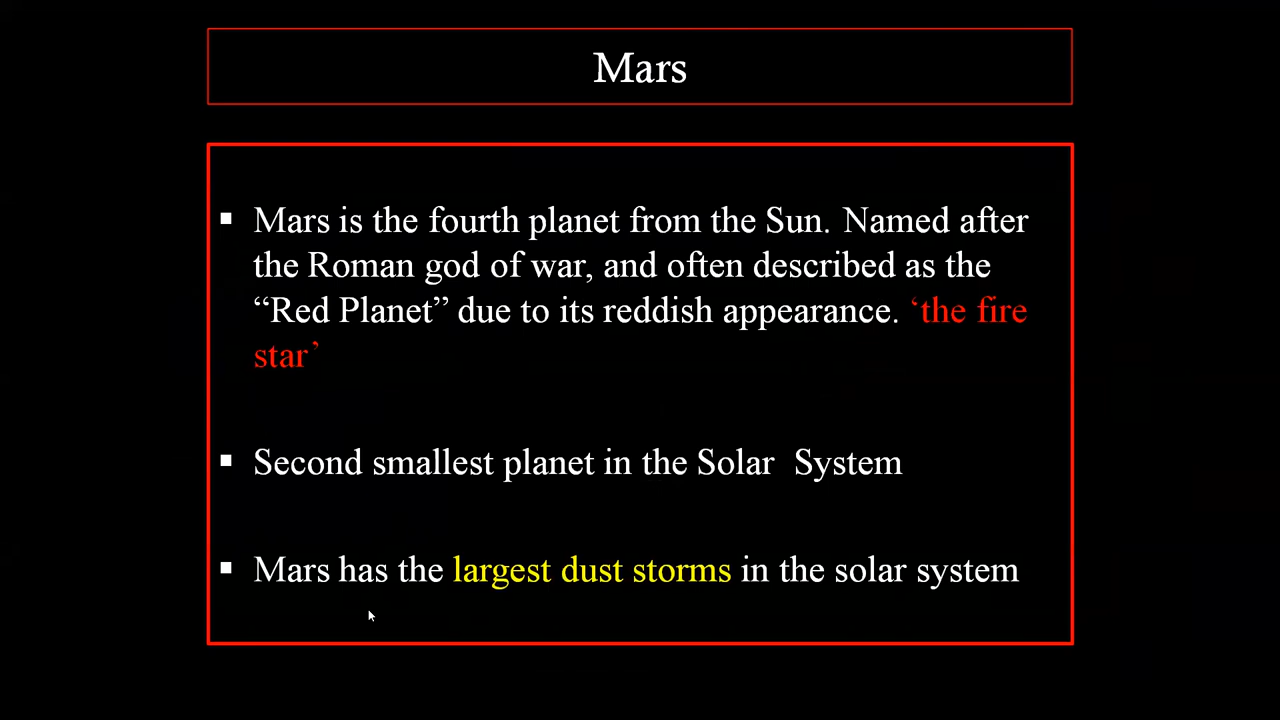 Mars
▪ Mars is the fourth planet from the Sun. Named after
the Roman god of war, and often described as the
“Red Planet” due to its reddish appearance. ‘the fire
star’
▪ Second smallest planet in the Solar  System
▪ Mars has the largest dust storms in the solar system